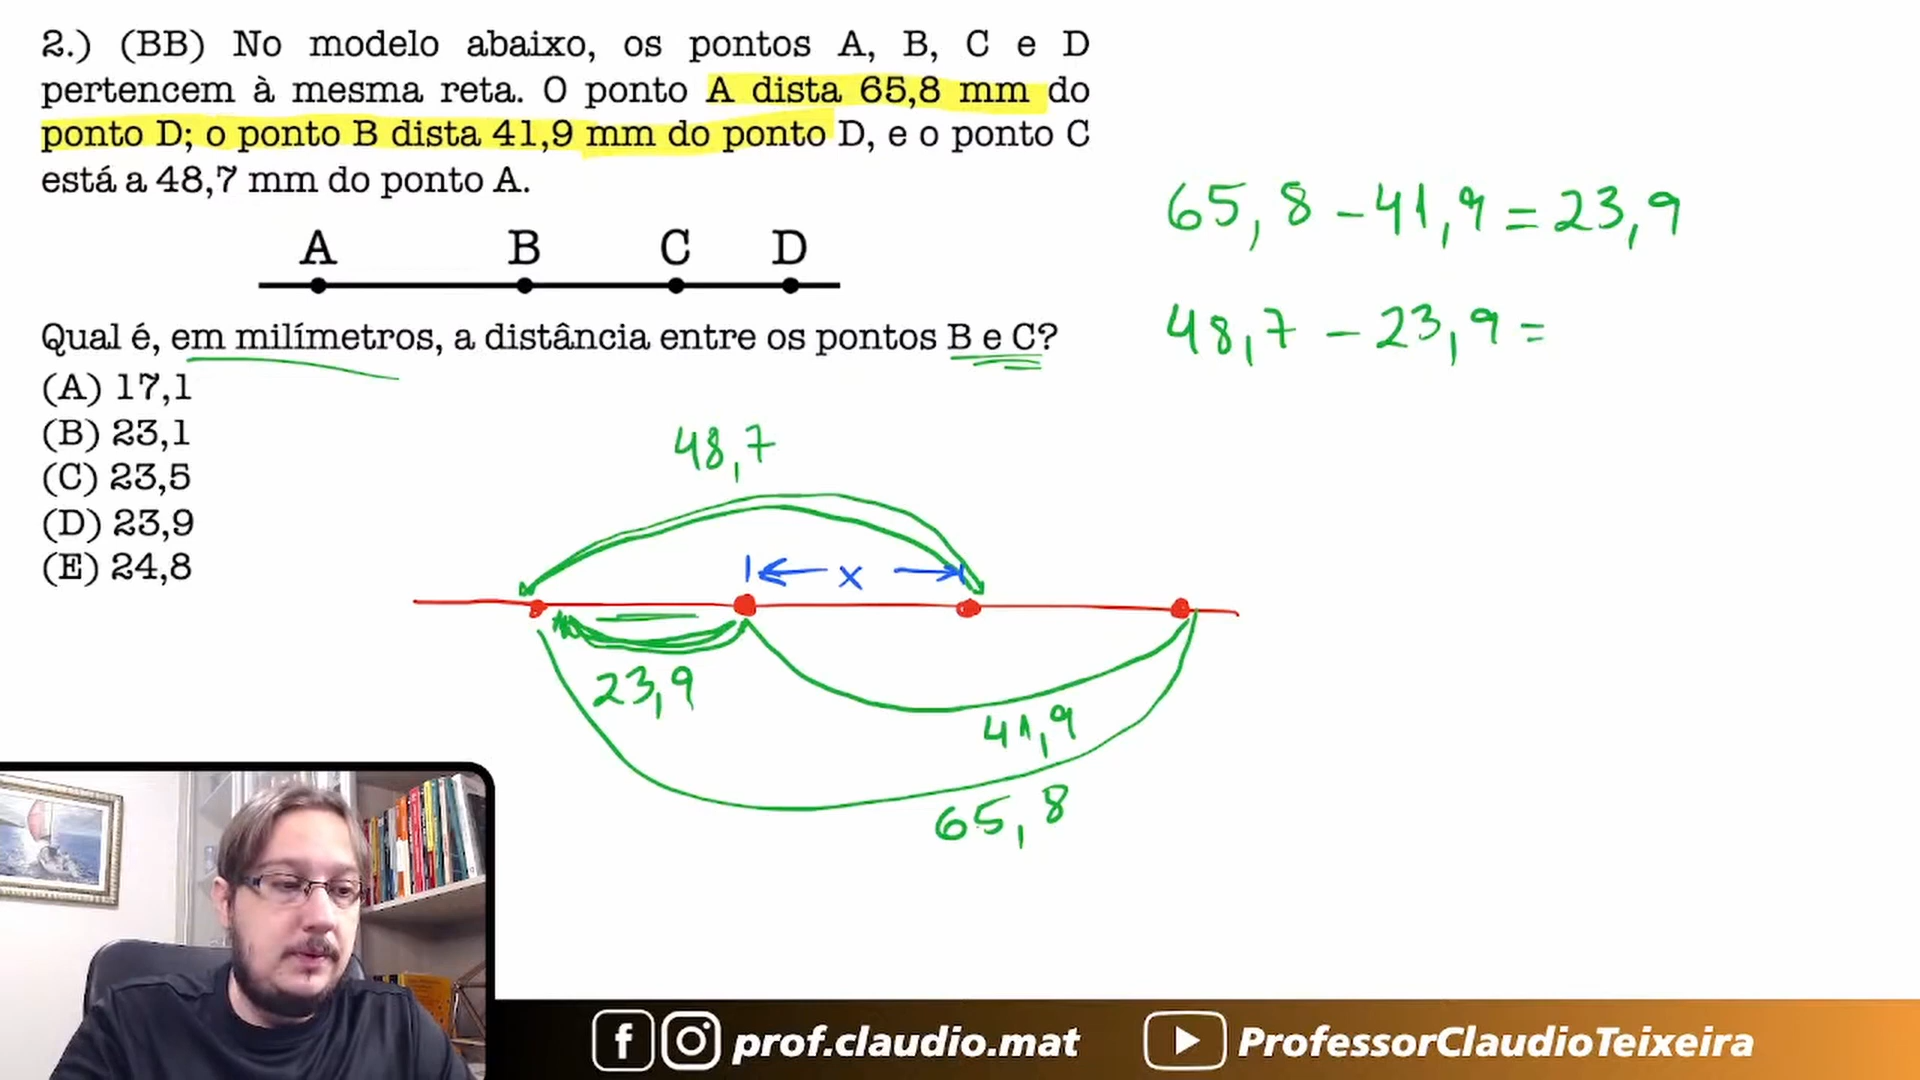 2.) (BB) No modelo abaixo, os pontos A, B, C e D
pertencem à mesma reta. O ponto A dista 65,8 mm do
ponto D; o ponto B dista 41,9 mm do ponto D, e o ponto C
está a 48,7 mm do ponto A.
A B C D
Qual é, em milímetros, a distância entre os pontos B e C?
(A) 17,1
(B) 23,1
(C) 23,5
(D) 23,9
(E) 24,8
65,8 - 41,9 = 23,9
48,7 - 23,9 =
48,7
x
23,9
41,9
65,8
prof.claudio.mat
ProfessorClaudioTeixeira